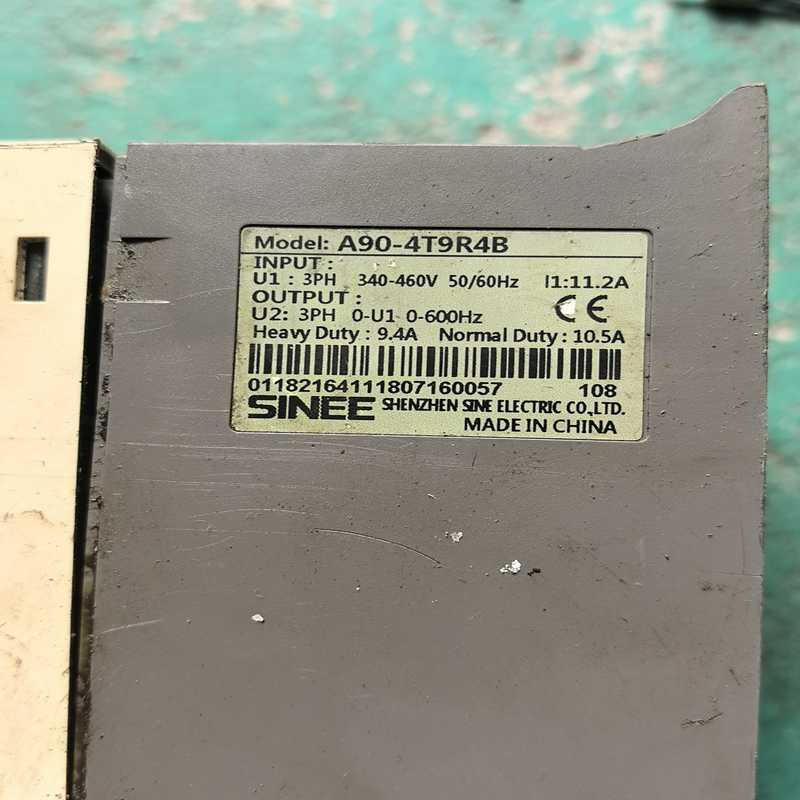 Model: A90-4T9R4B
INPUT :
U1 : 3PH 340-460V 50/60Hz I1:11.2A
OUTPUT :
U2: 3PH 0-U1 0-600Hz CE
Heavy Duty : 9.4A Normal Duty : 10.5A
01182164111807160057 108
SINEE SHENZHEN SINE ELECTRIC CO.,LTD.
MADE IN CHINA